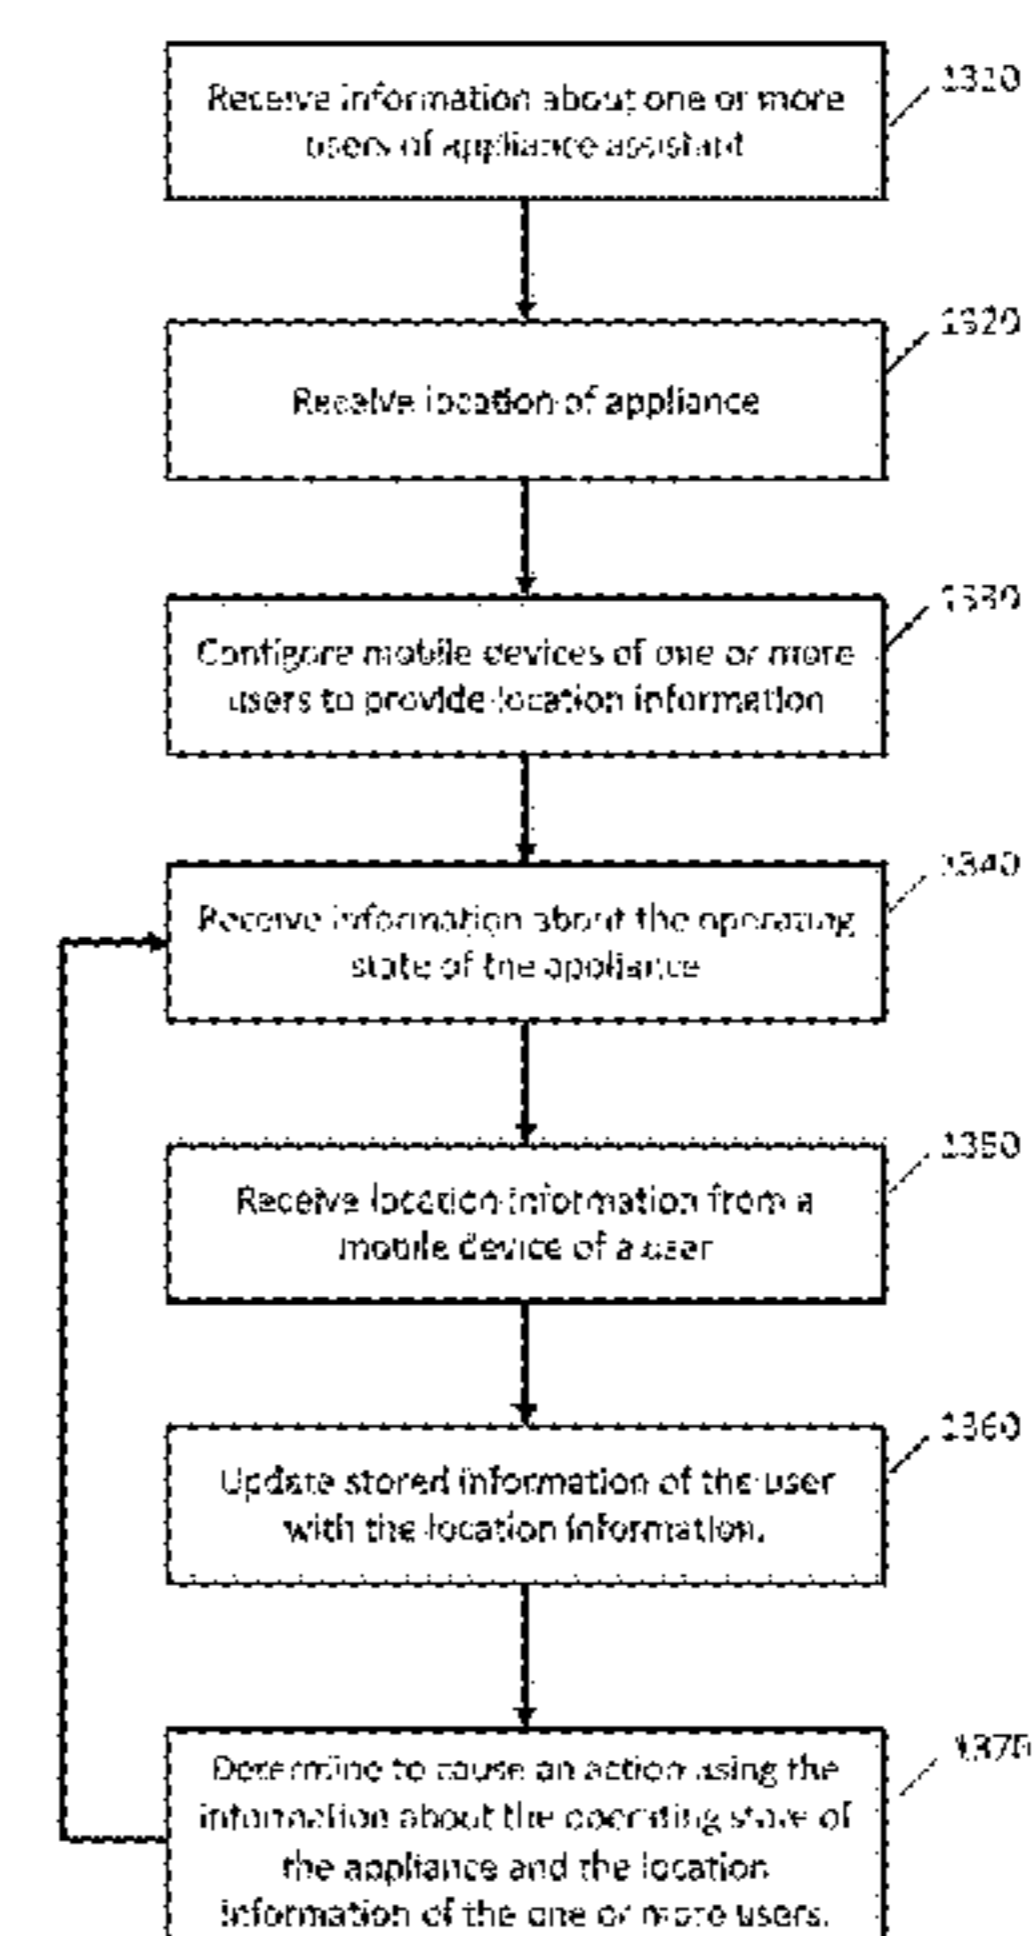 Receive information about one or more
users of appliance assistant
1310
Receive location of appliance
1320
Configure mobile devices of one or more
users to provide location information
1330
Receive information about the operating
state of the appliance
1340
Receive location information from a
mobile device of a user
1350
Update stored information of the user
with the location information.
1360
Determine to cause an action using the
information about the operating state of
the appliance and the location
information of the one or more users.
1370